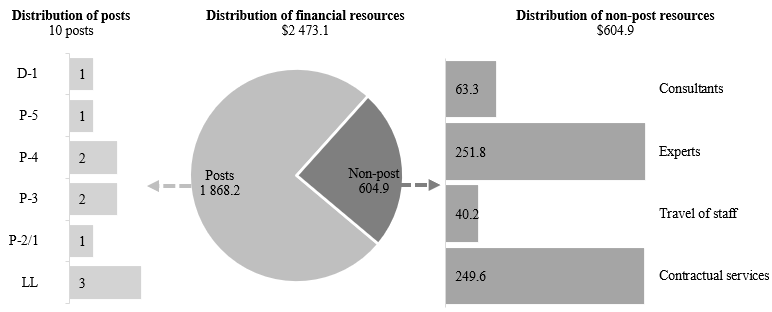 Distribution of posts
10 posts
D-1
1
P-5
1
P-4
2
P-3
2
P-2/1
1
LL
3
Distribution of financial resources
$2 473.1
Posts
1 868.2
Non-post
604.9
Distribution of non-post resources
$604.9
63.3
Consultants
251.8
Experts
40.2
Travel of staff
249.6
Contractual services